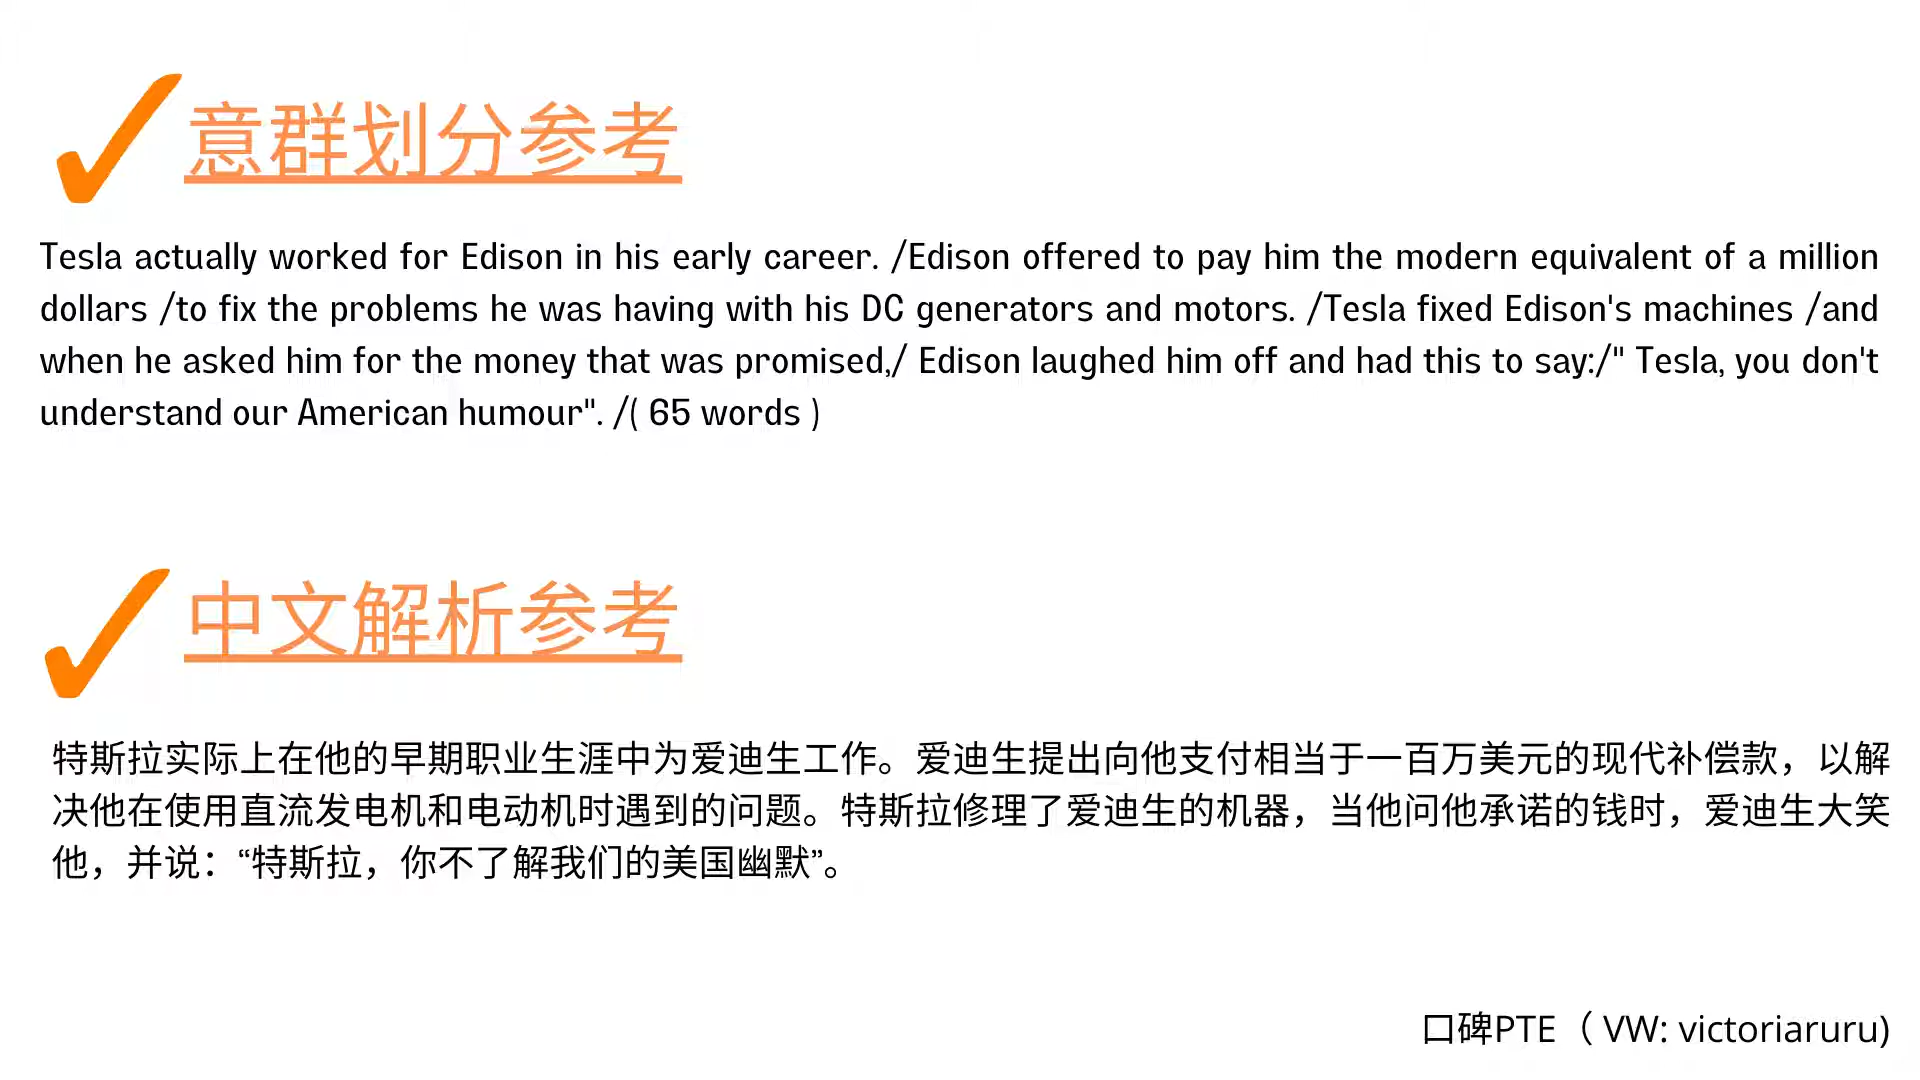 意群划分参考
Tesla actually worked for Edison in his early career. /Edison offered to pay him the modern equivalent of a million
dollars /to fix the problems he was having with his DC generators and motors. /Tesla fixed Edison's machines /and
when he asked him for the money that was promised,/ Edison laughed him off and had this to say:/" Tesla, you don't
understand our American humour". /( 65 words )
中文解析参考
特斯拉实际上在他的早期职业生涯中为爱迪生工作。爱迪生提出向他支付相当于一百万美元的现代补偿款，以解
决他在使用直流发电机和电动机时遇到的问题。特斯拉修理了爱迪生的机器，当他问他承诺的钱时，爱迪生大笑
他，并说：“特斯拉，你不了解我们的美国幽默”。
口碑PTE（ VW: victoriaruru)